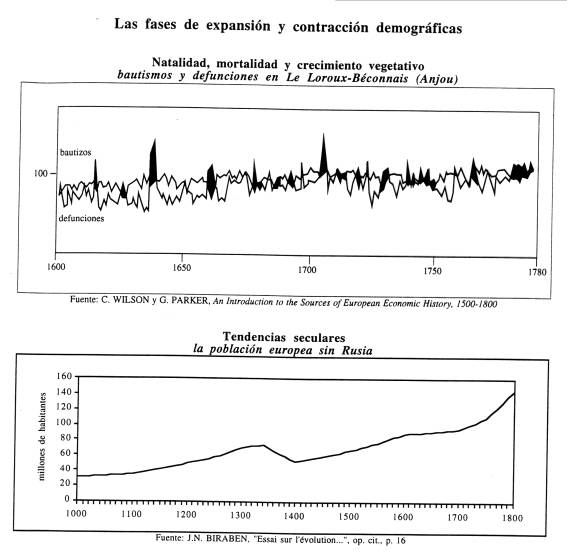 Las fases de expansión y contracción demográficas
Natalidad, mortalidad y crecimiento vegetativo
bautismos y defunciones en Le Loroux-Béconnais (Anjou)
bautizos
100
defunciones
1600 1650 1700 1750 1780
Fuente: C. WILSON y G. PARKER, An Introduction to the Sources of European Economic History, 1500-1800
Tendencias seculares
la población europea sin Rusia
millones de habitantes
160
140
120
100
80
60
40
20
0
1000 1100 1200 1300 1400 1500 1600 1700 1800
Fuente: J.N. BIRABEN, "Essai sur l'évolution...", op. cit., p. 16